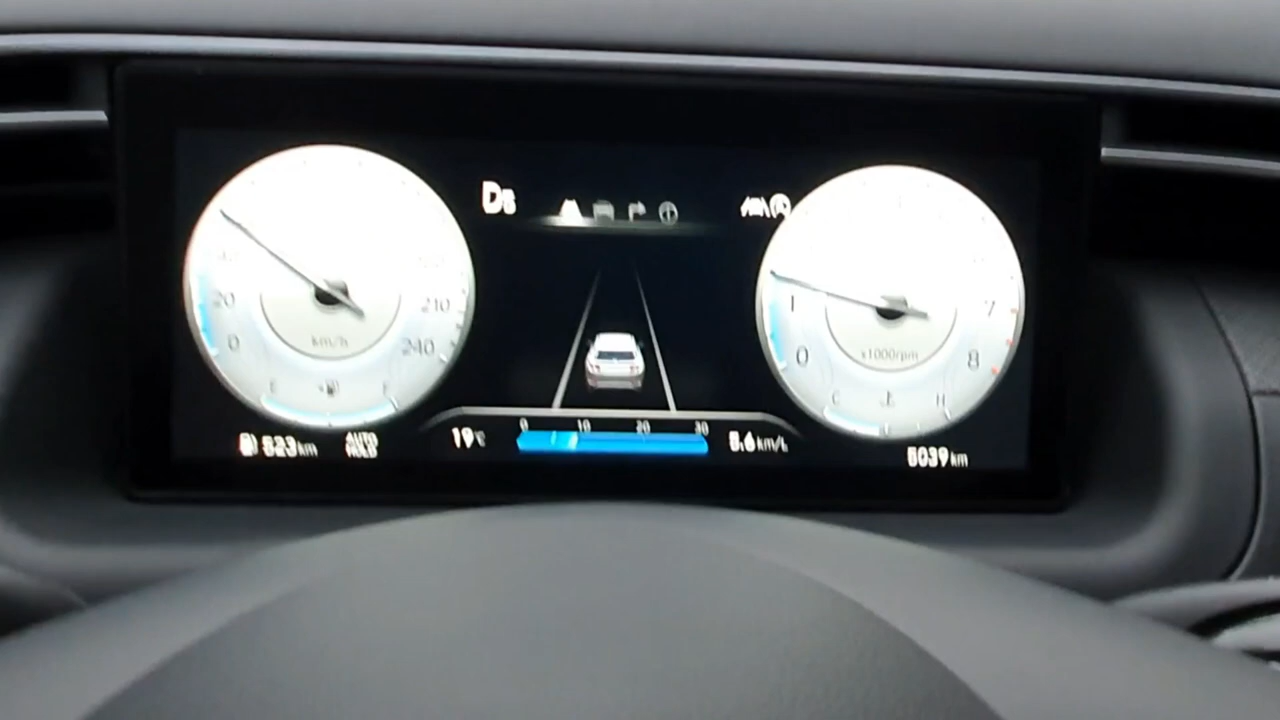 D
20
0
km/h
210
240
E
F
523km
AUTO
HOLD
19℃
0 10 20 30
5.6km/L
1
0
x1000rpm
7
8
C
H
5039km